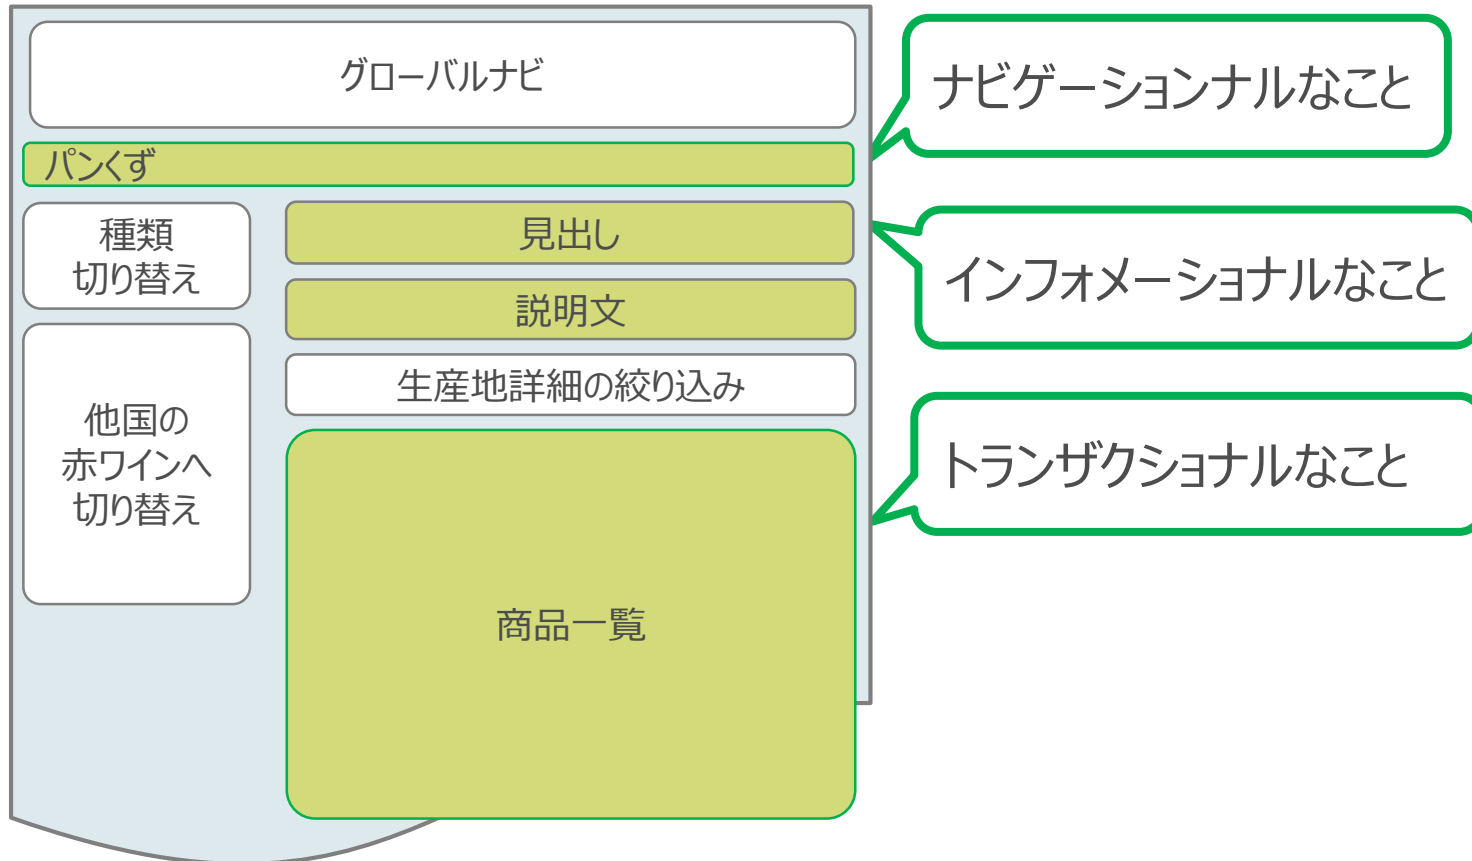 グローバルナビ
パンくず
種類
切り替え
他国の
赤ワインへ
切り替え
見出し
説明文
生産地詳細の絞り込み
商品一覧
ナビゲーションナルなこと
インフォメーショナルなこと
トランザクショナルなこと